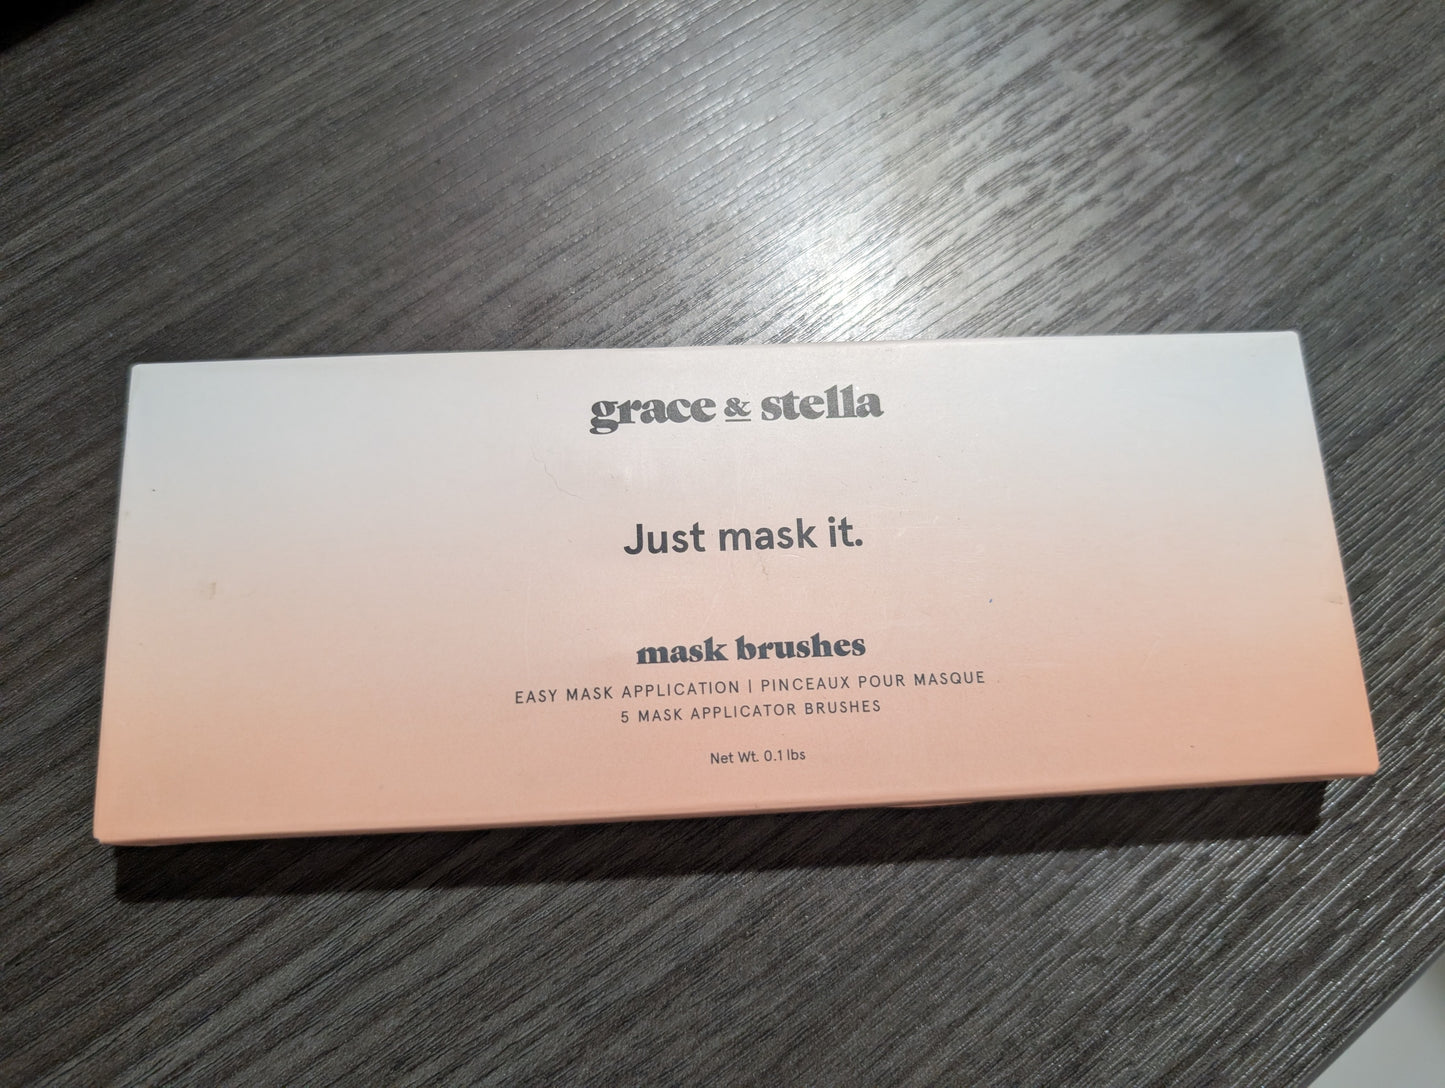 grace & stella
Just mask it.
mask brushes
EASY MASK APPLICATION | PINCEAUX POUR MASQUE
5 MASK APPLICATOR BRUSHES
Net Wt. 0.1 lbs